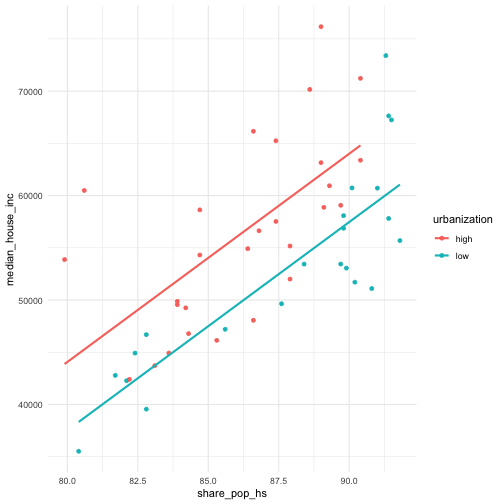 70000
60000
50000
40000
median_house_inc
80.0 82.5 85.0 87.5 90.0
share_pop_hs
urbanization
high
low